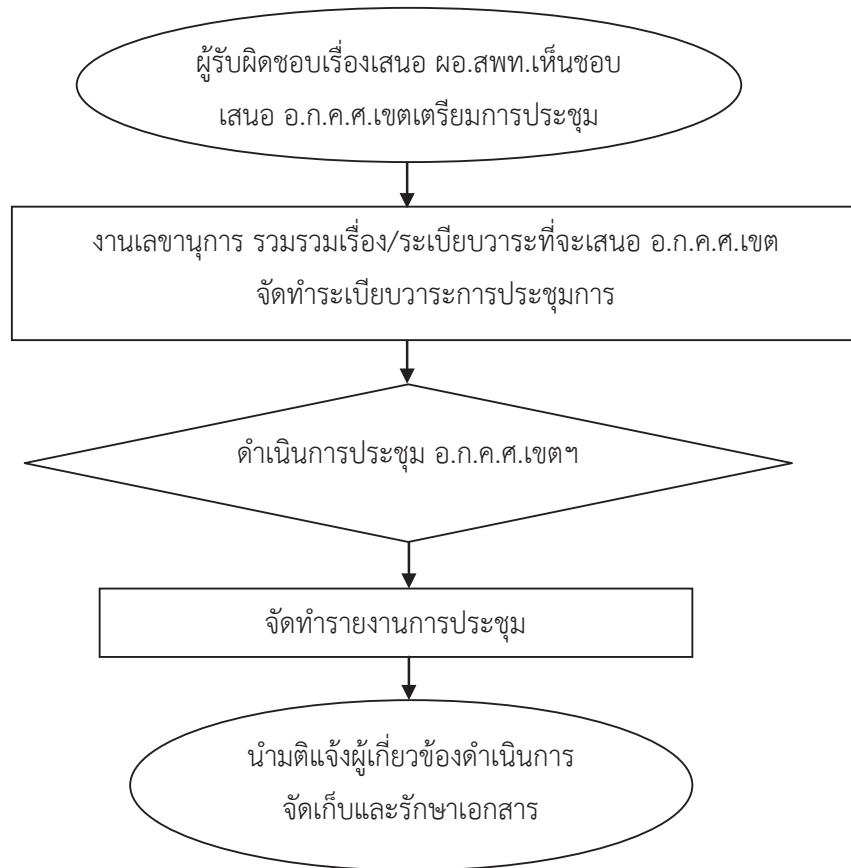 ผู้รับผิดชอบเรื่องเสนอ ผอ.สพท.เห็นชอบ
เสนอ อ.ก.ค.ศ.เขตเตรียมการประชุม
งานเลขานุการ รวมรวมเรื่อง/ระเบียบวาระที่จะเสนอ อ.ก.ค.ศ.เขต
จัดทำระเบียบวาระการประชุมการ
ดำเนินการประชุม อ.ก.ค.ศ.เขตฯ
จัดทำรายงานการประชุม
นำมติแจ้งผู้เกี่ยวข้องดำเนินการ
จัดเก็บและรักษาเอกสาร